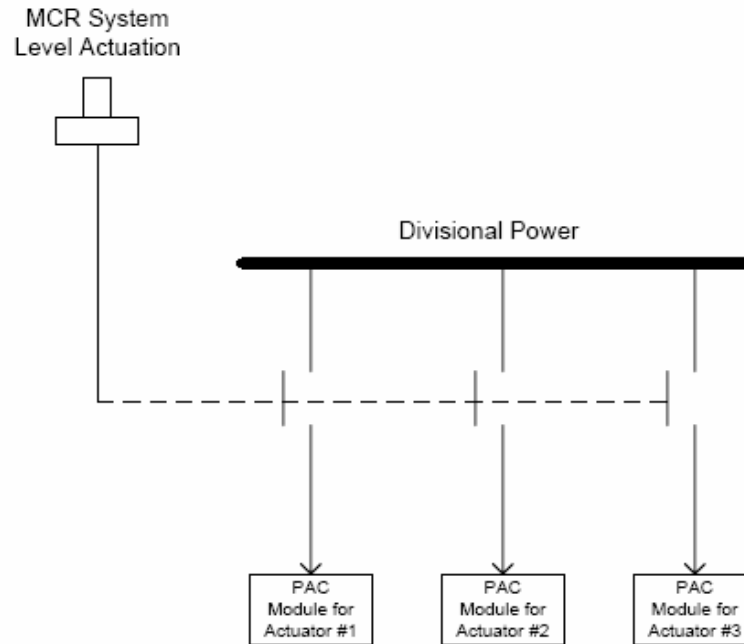 MCR System
Level Actuation
Divisional Power
PAC
Module for
Actuator #1
PAC
Module for
Actuator #2
PAC
Module for
Actuator #3